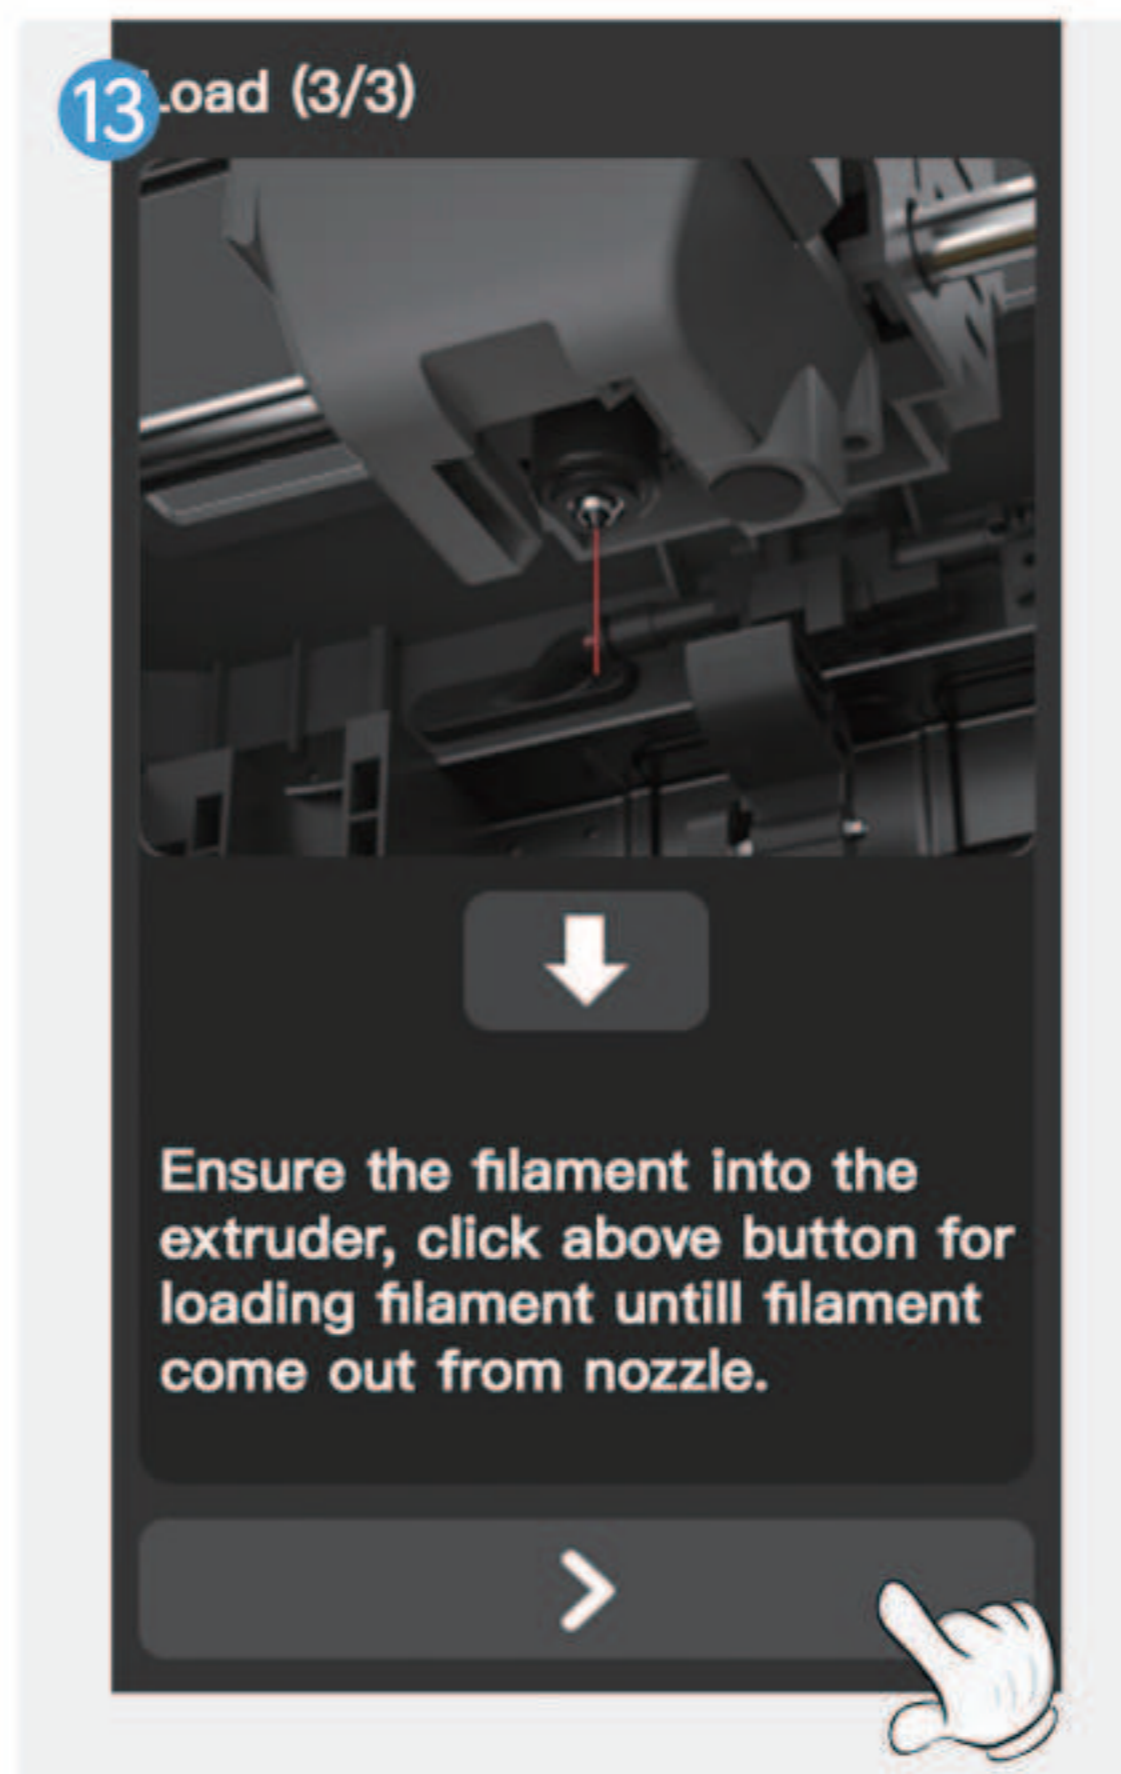 13
Load (3/3)
Ensure the filament into the
extruder, click above button for
loading filament untill filament
come out from nozzle.